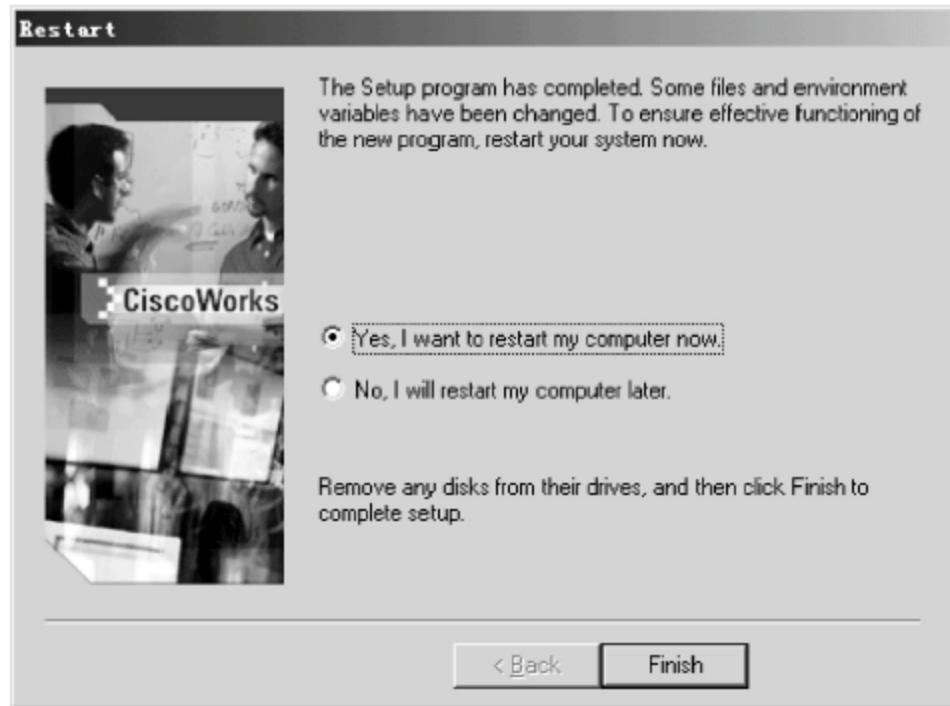 Restart
The Setup program has completed. Some files and environment
variables have been changed. To ensure effective functioning of
the new program, restart your system now.
CiscoWorks
Yes, I want to restart my computer now.
No, I will restart my computer later.
Remove any disks from their drives, and then click Finish to
complete setup.
< Back
Finish